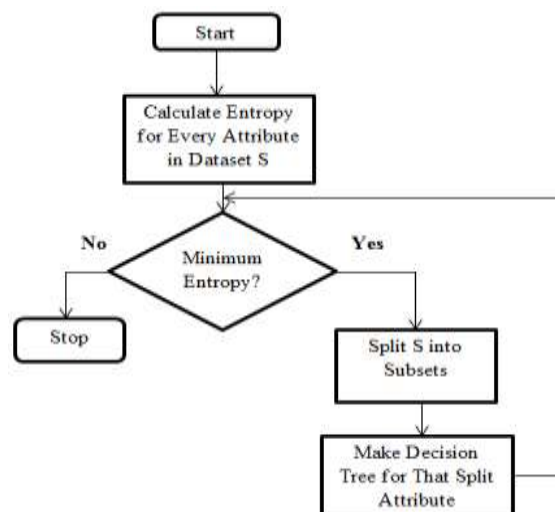 Start
Calculate Entropy
for Every Attribute
in Dataset S
No
Yes
Minimum
Entropy?
Stop
Split S into
Subsets
Make Decision
Tree for That Split
Attribute